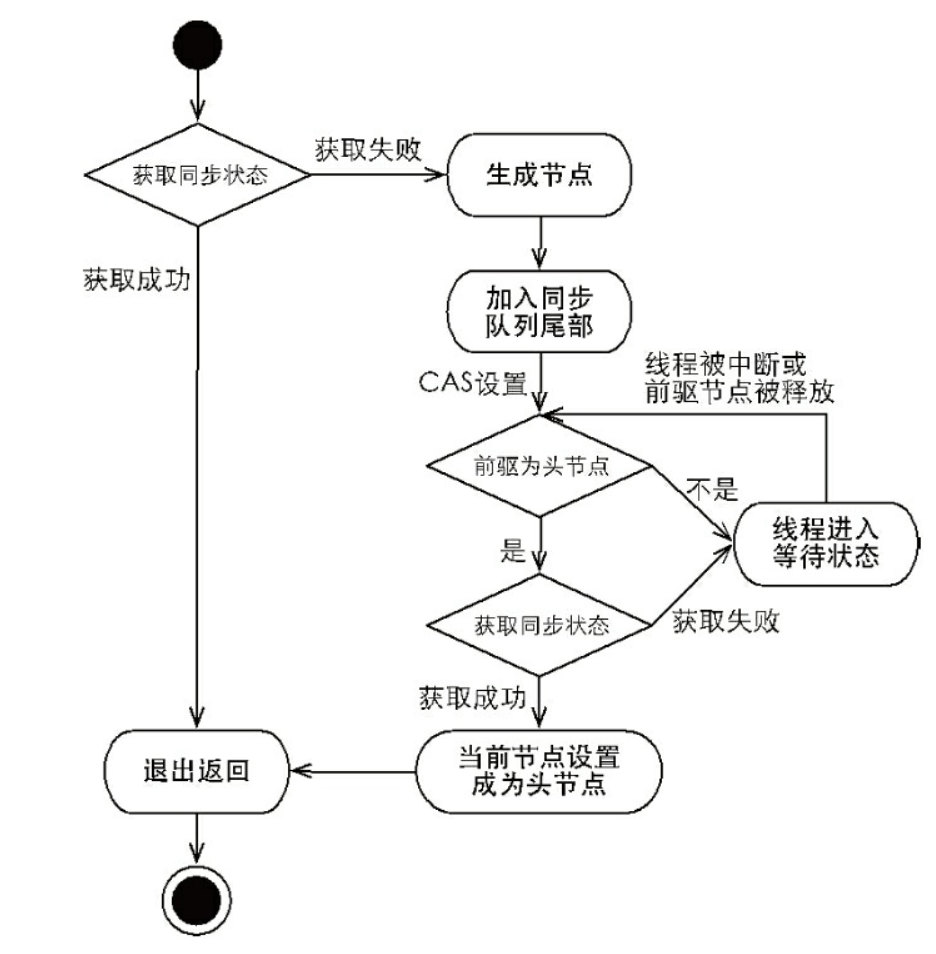 获取同步状态
获取失败
生成节点
获取成功
加入同步
队列尾部
CAS设置
线程被中断或
前驱节点被释放
前驱为头节点
不是
线程进入
等待状态
是
获取同步状态
获取失败
获取成功
当前节点设置
成为头节点
退出返回